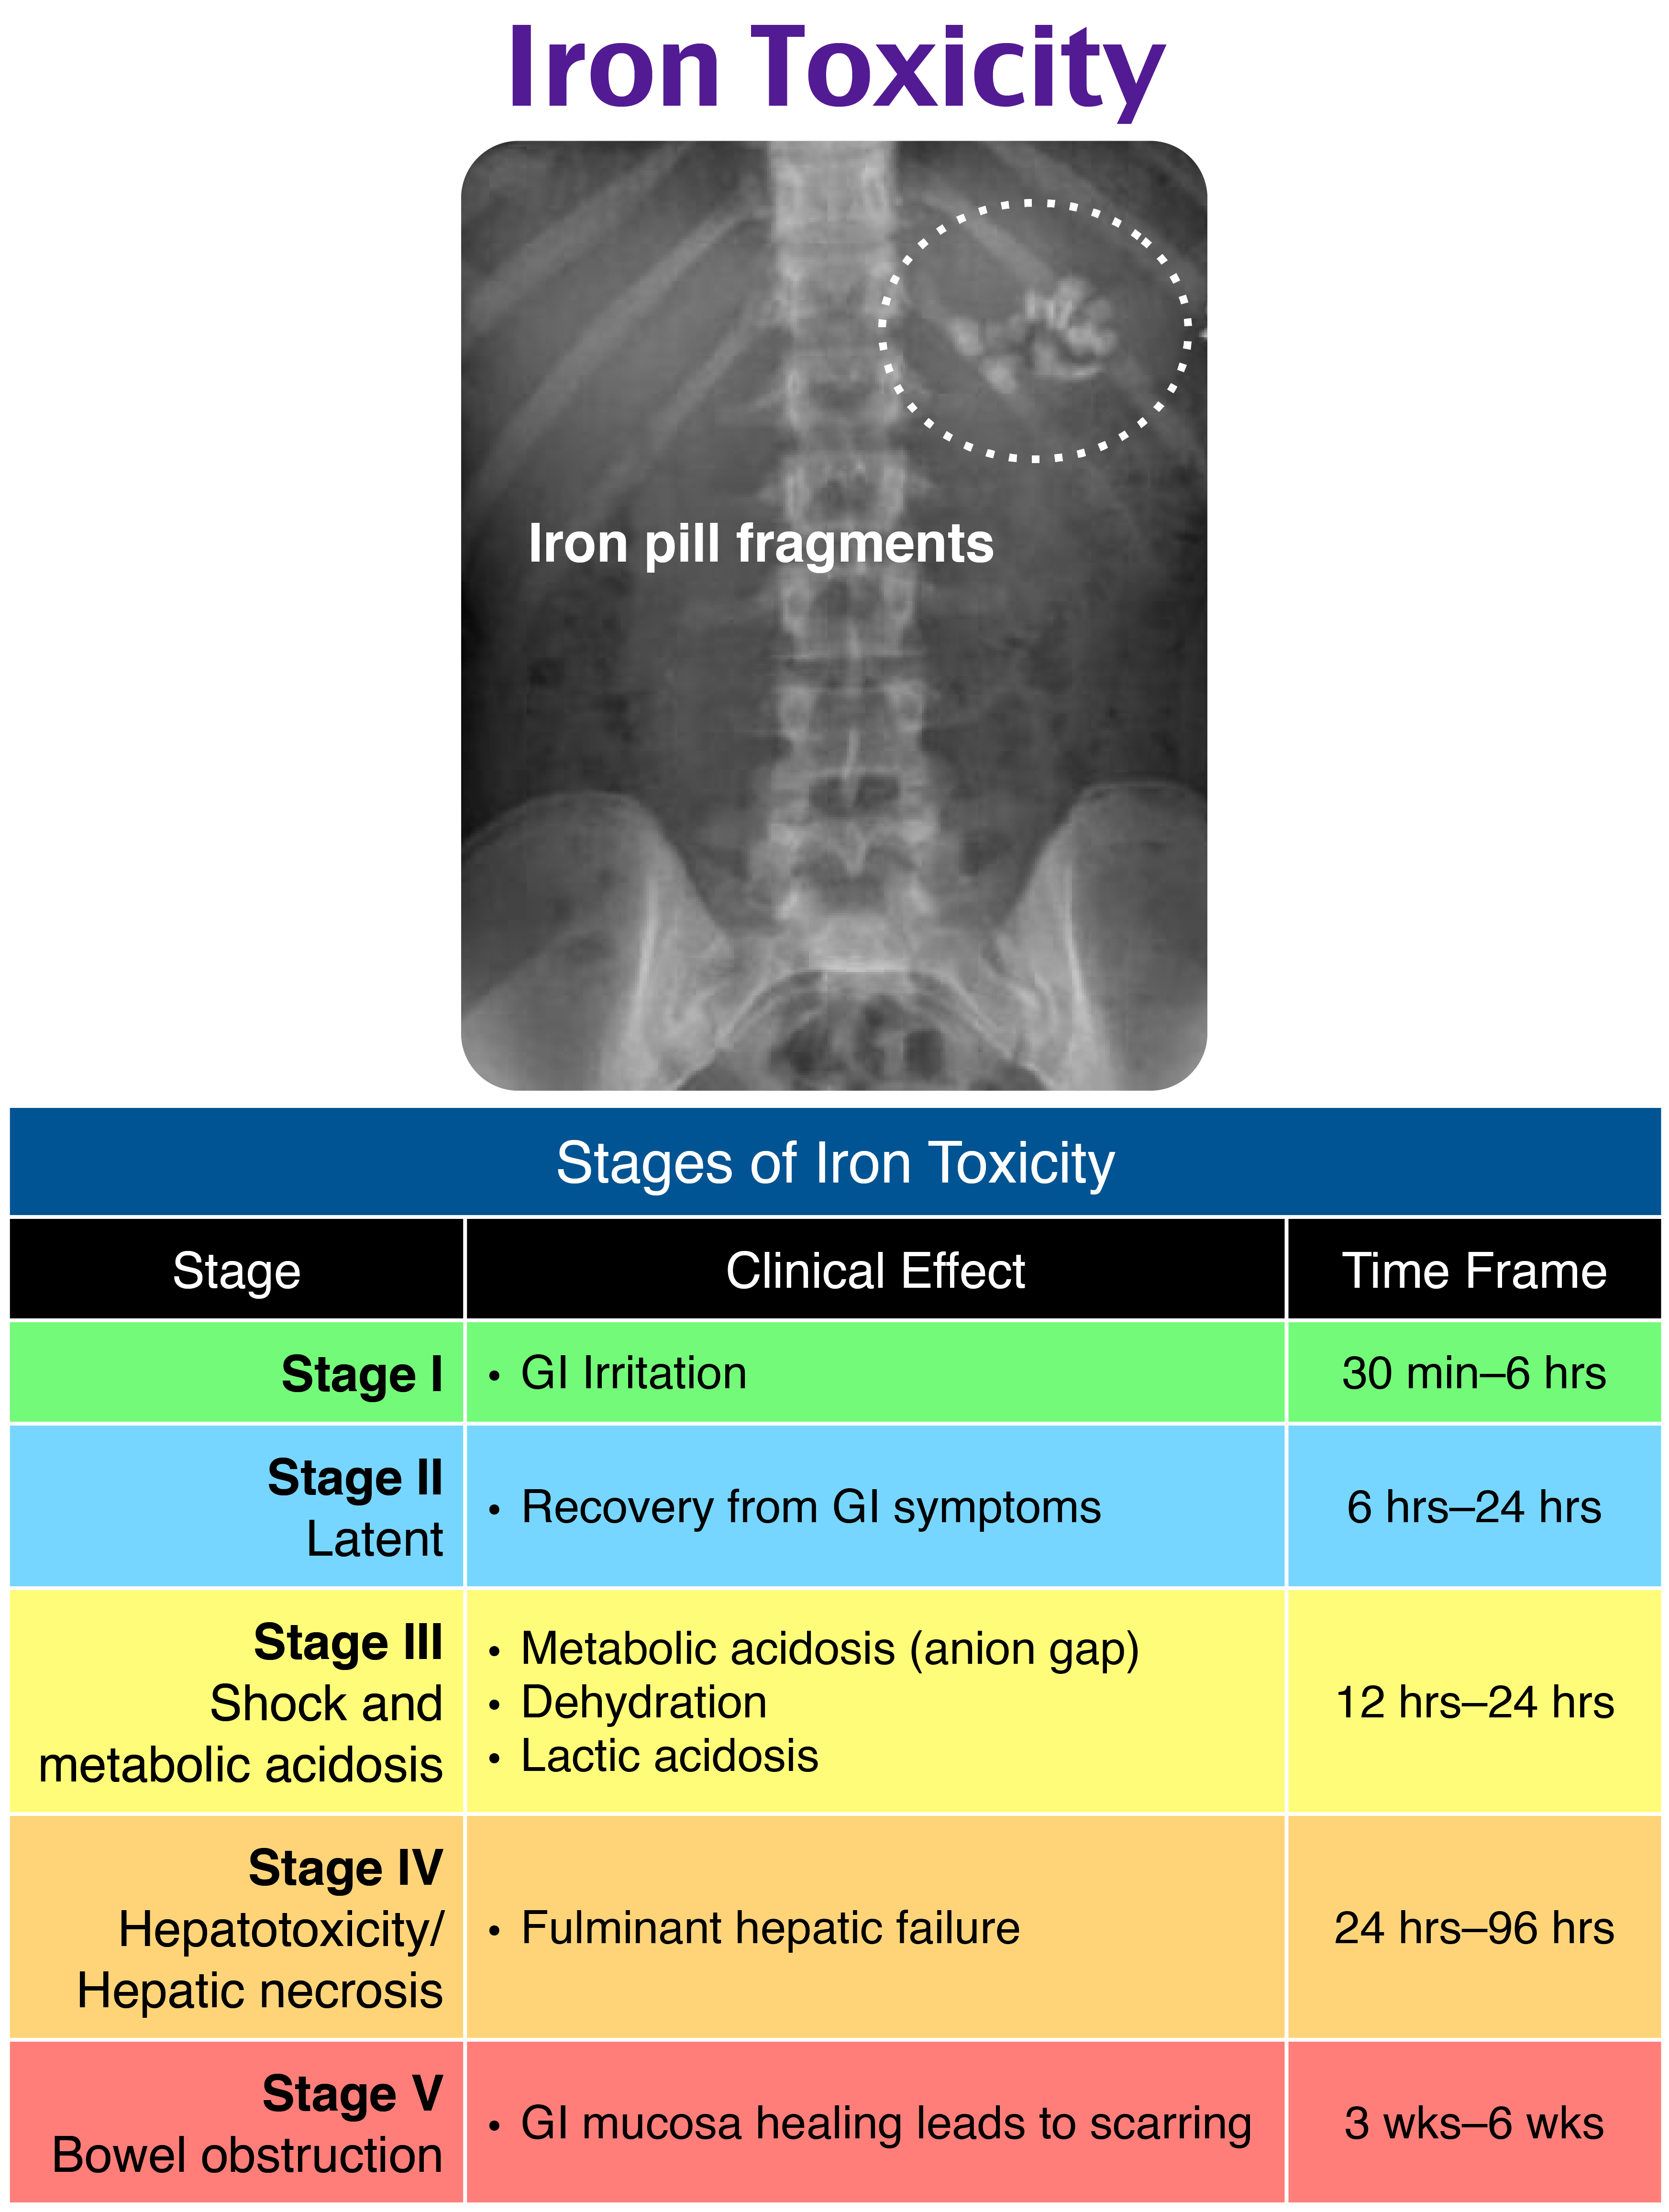 Iron Toxicity
Iron pill fragments
Stages of Iron Toxicity
Stage
Clinical Effect
Time Frame
Stage I
• GI Irritation
30 min–6 hrs
Stage II
Latent
• Recovery from GI symptoms
6 hrs–24 hrs
Stage III
Shock and
metabolic acidosis
• Metabolic acidosis (anion gap)
• Dehydration
• Lactic acidosis
12 hrs–24 hrs
Stage IV
Hepatotoxicity/
Hepatic necrosis
• Fulminant hepatic failure
24 hrs–96 hrs
Stage V
Bowel obstruction
• GI mucosa healing leads to scarring
3 wks–6 wks